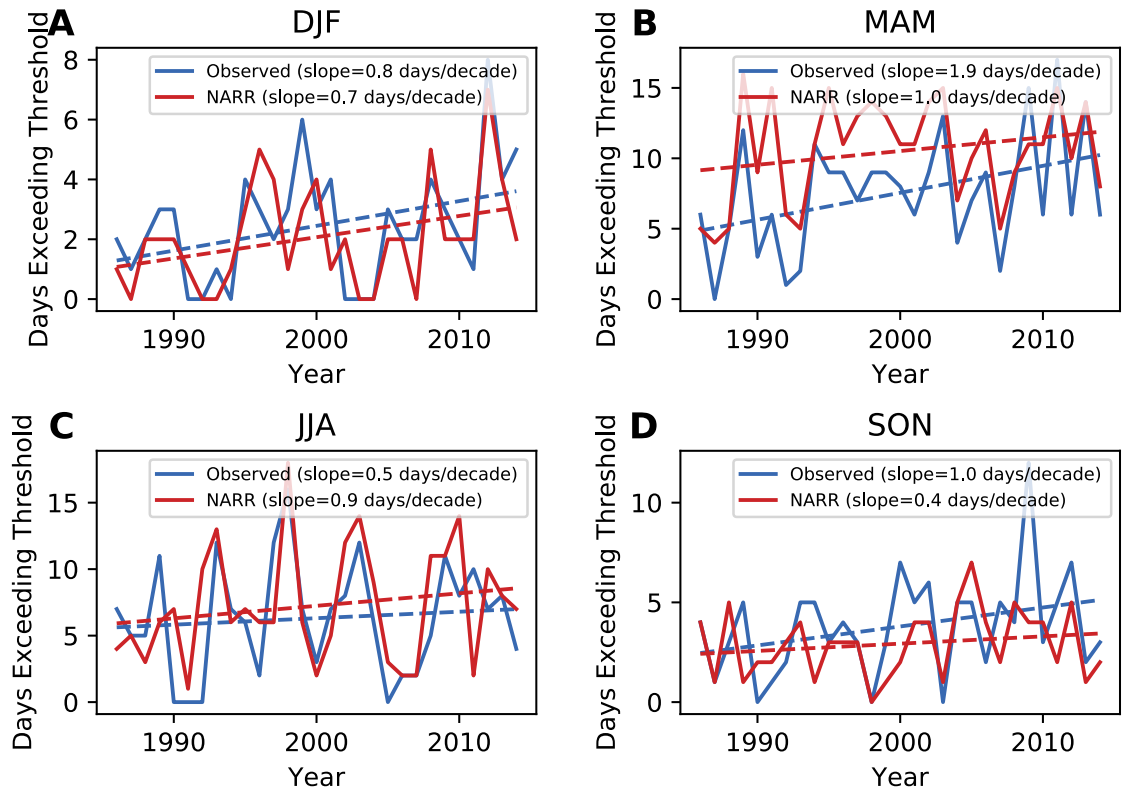 A
DJF
Days Exceeding Threshold
8
6
4
2
0
Observed (slope=0.8 days/decade)
NARR (slope=0.7 days/decade)
1990
2000
2010
Year
B
MAM
Days Exceeding Threshold
15
10
5
0
Observed (slope=1.9 days/decade)
NARR (slope=1.0 days/decade)
1990
2000
2010
Year
C
JJA
Days Exceeding Threshold
15
10
5
0
Observed (slope=0.5 days/decade)
NARR (slope=0.9 days/decade)
1990
2000
2010
Year
D
SON
Days Exceeding Threshold
10
5
0
Observed (slope=1.0 days/decade)
NARR (slope=0.4 days/decade)
1990
2000
2010
Year